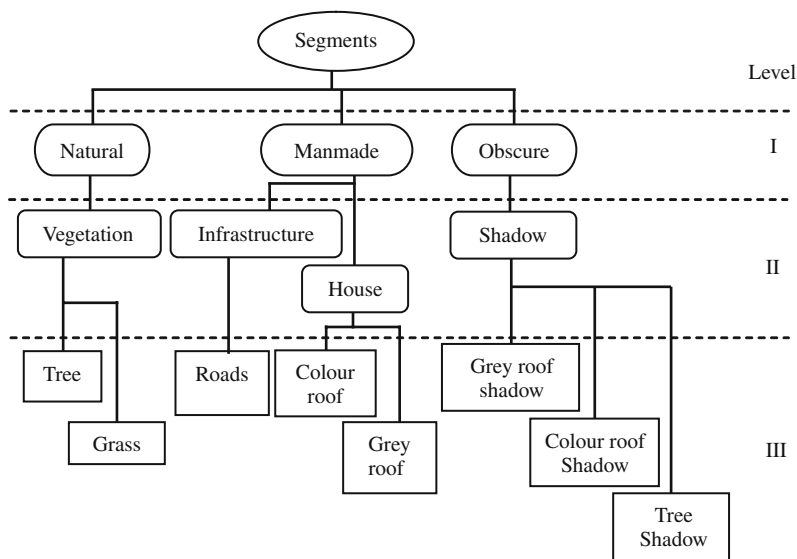 Segments
Level
Natural
Manmade
Obscure
I
Vegetation
Infrastructure
Shadow
II
House
Tree
Roads
Colour
roof
Grey roof
shadow
Grass
Grey
roof
Colour roof
Shadow
III
Tree
Shadow